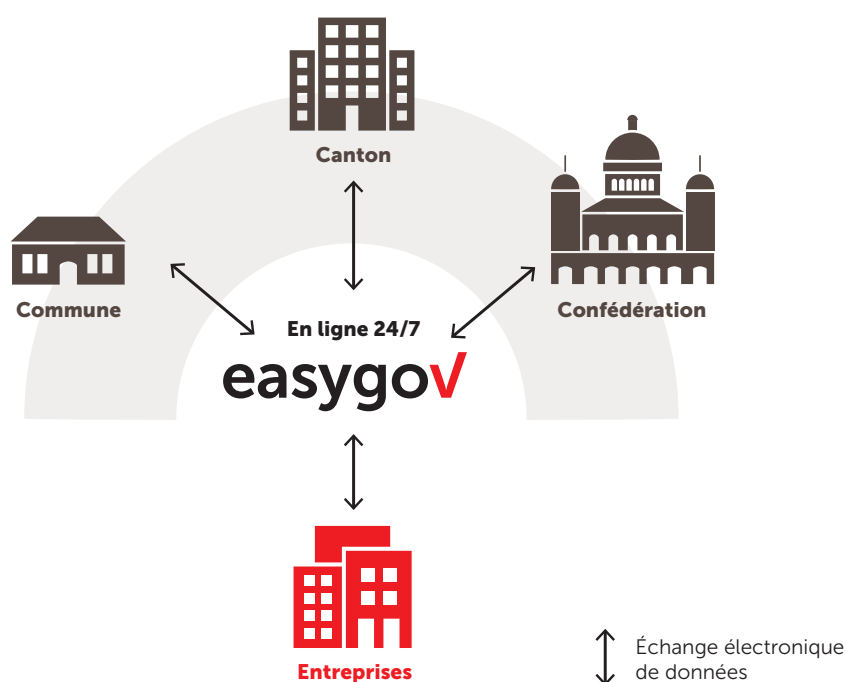 Canton
Commune
Confédération
En ligne 24/7
easygov
Entreprises
Échange électronique
de données